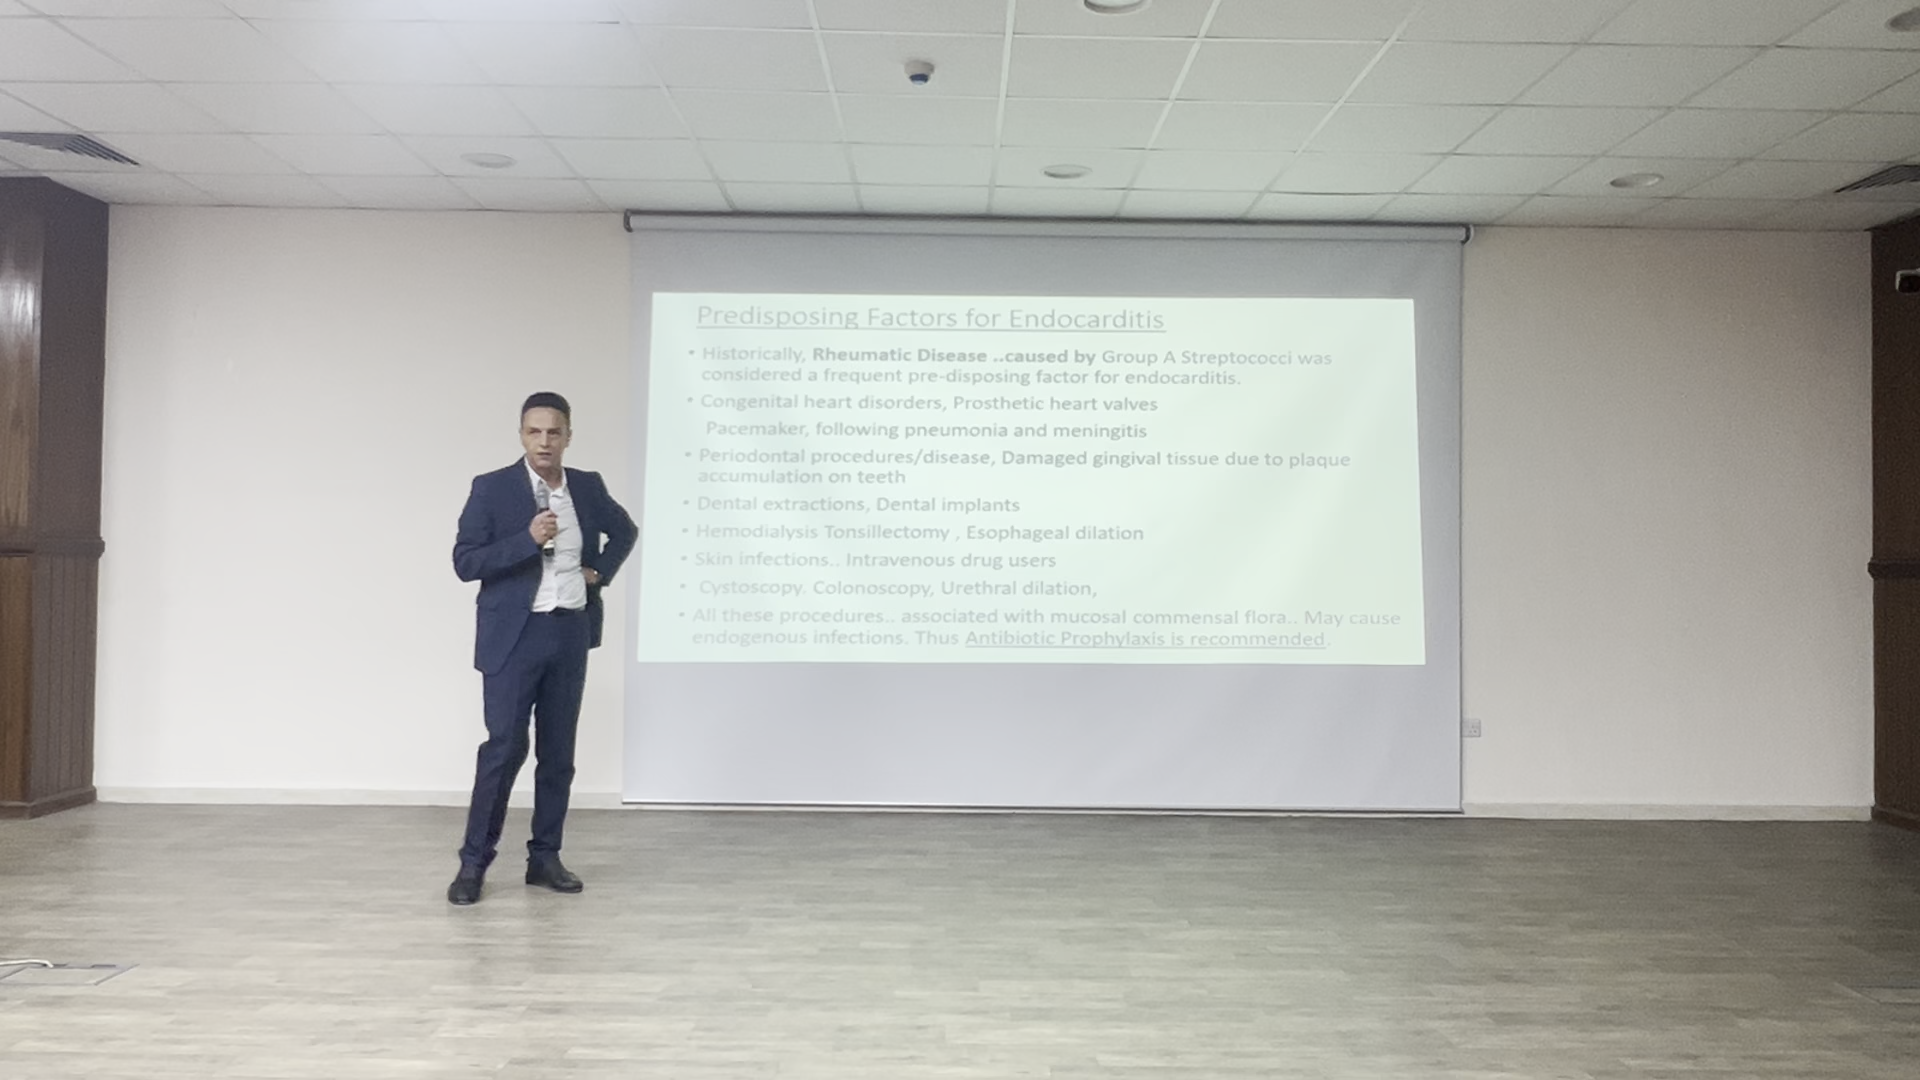 Predisposing Factors for Endocarditis
• Historically, Rheumatic Disease ..caused by Group A Streptococci was
considered a frequent pre-disposing factor for endocarditis.
• Congenital heart disorders, Prosthetic heart valves
Pacemaker, following pneumonia and meningitis
• Periodontal procedures/disease, Damaged gingival tissue due to plaque
accumulation on teeth
• Dental extractions, Dental implants
• Hemodialysis Tonsillectomy , Esophageal dilation
• Skin infections.. Intravenous drug users
• Cystoscopy. Colonoscopy, Urethral dilation,
• All these procedures.. associated with mucosal commensal flora.. May cause
endogenous infections. Thus Antibiotic Prophylaxis is recommended.